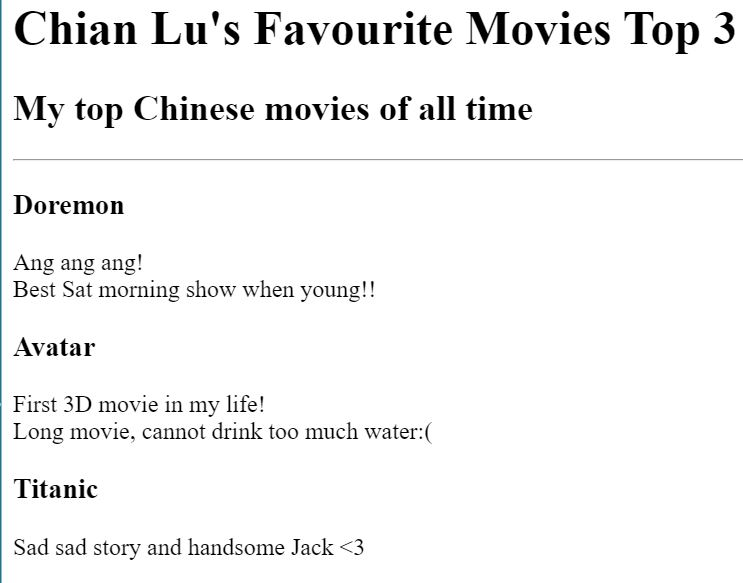 Chian Lu's Favourite Movies Top 3
My top Chinese movies of all time
Doremon
Ang ang ang!
Best Sat morning show when young!!
Avatar
First 3D movie in my life!
Long movie, cannot drink too much water:(
Titanic
Sad sad story and handsome Jack <3